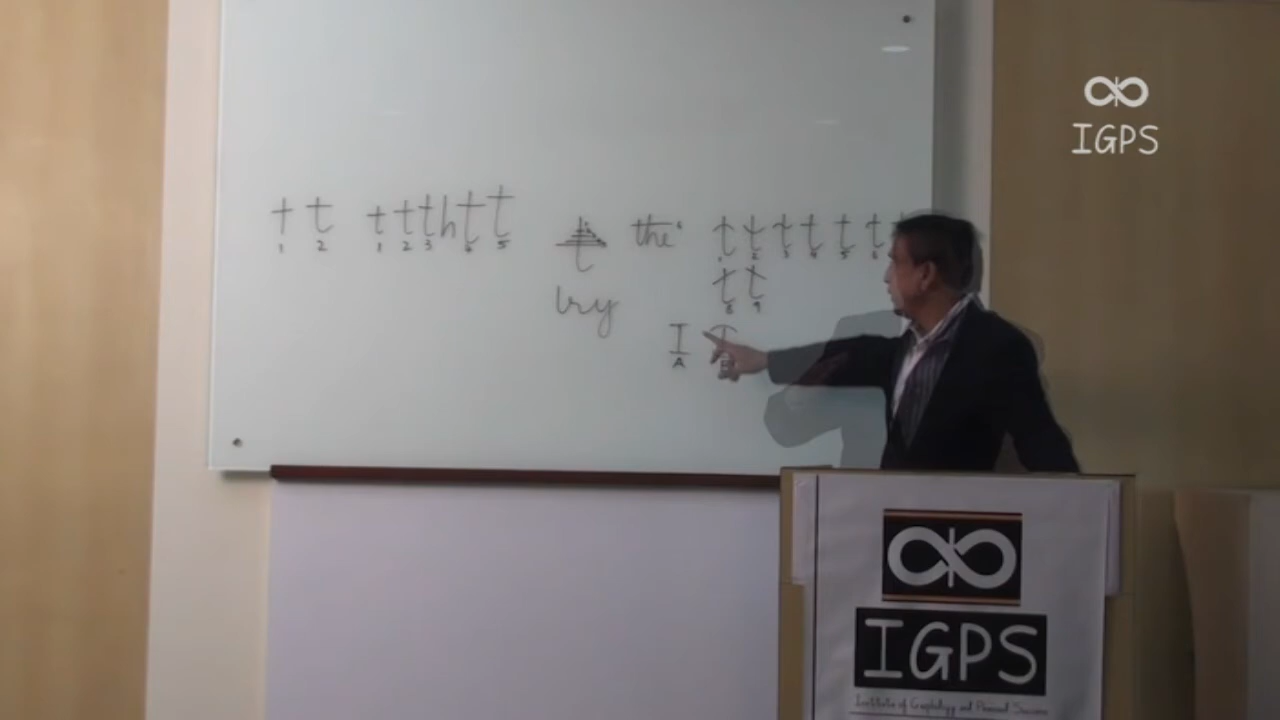 IGPS
t t t t t h t t the' t t t t t t
1 2 1 2 3 4 5 1 2 3 4 5 6
t t
8 9
try
I
A
IGPS
Institute of Graphology and Personal Success